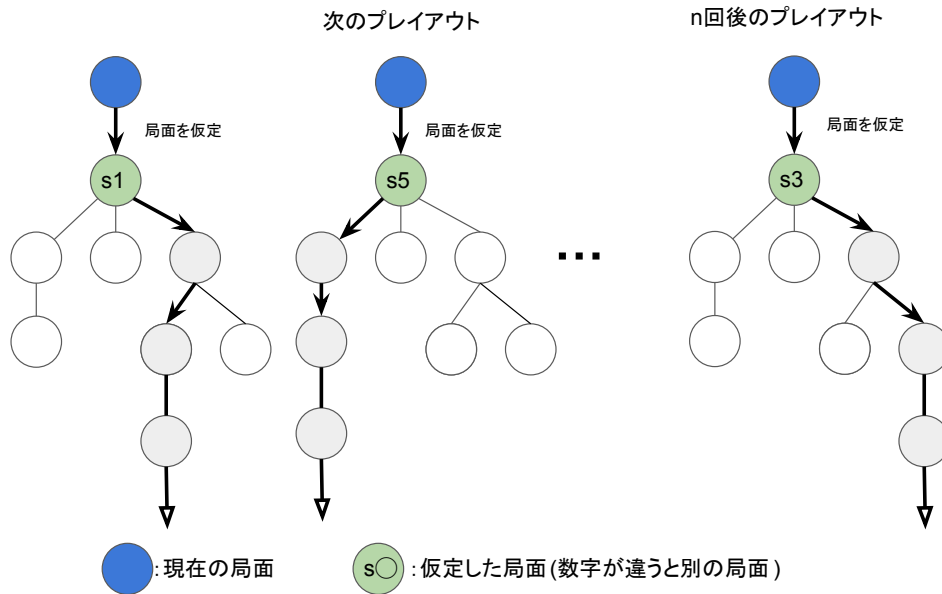 次のプレイアウト
n回後のプレイアウト
局面を仮定
局面を仮定
局面を仮定
s1
s5
...
s3
:現在の局面
s○:仮定した局面(数字が違うと別の局面)